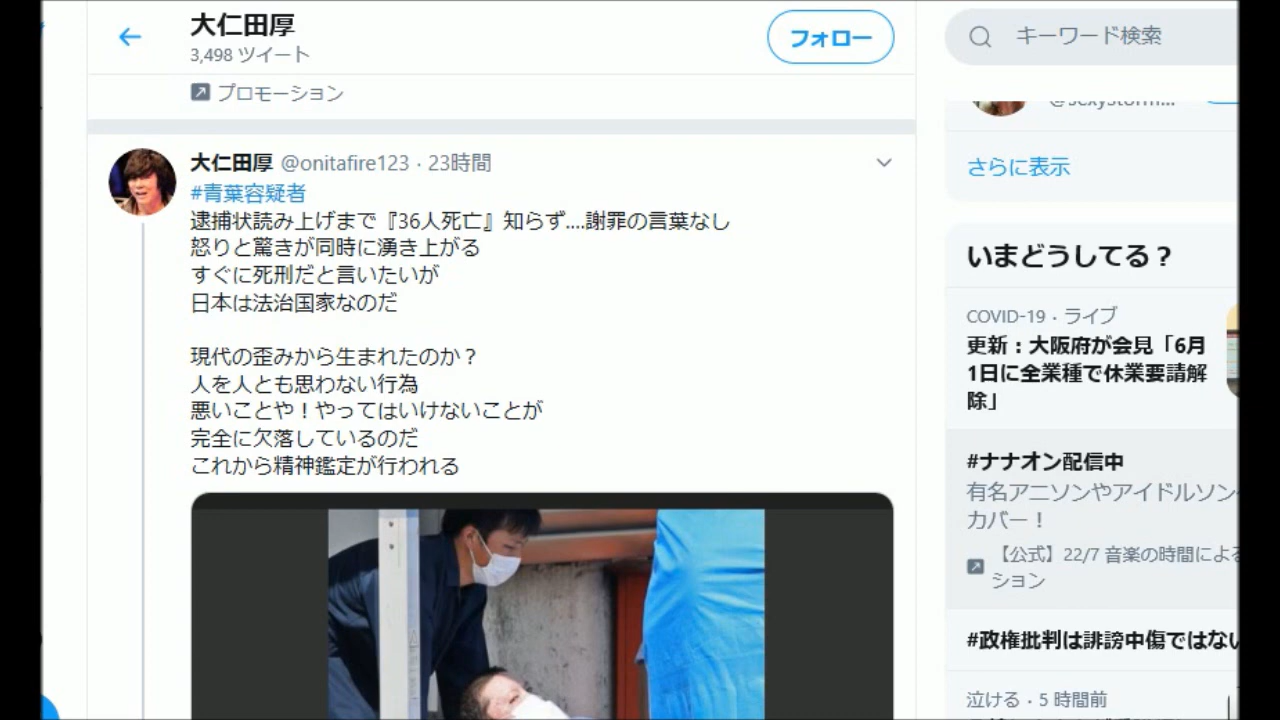 大仁田厚
3,498 ツイート
フォロー
キーワード検索
プロモーション
大仁田厚 @onitafire123 · 23時間
#青葉容疑者
逮捕状読み上げまで『36人死亡』知らず....謝罪の言葉なし
怒りと驚きが同時に湧き上がる
すぐに死刑だと言いたいが
日本は法治国家なのだ
現代の歪みから生まれたのか？
人を人とも思わない行為
悪いことや！やってはいけないことが
完全に欠落しているのだ
これから精神鑑定が行われる
@sexystorm...
さらに表示
いまどうしてる？
COVID-19 · ライブ
更新：大阪府が会見「6月
1日に全業種で休業要請解
除」
#ナナオン配信中
有名アニソンやアイドルソン
カバー！
【公式】22/7 音楽の時間による
ション
#政権批判は誹謗中傷ではない
泣ける · 5 時間前